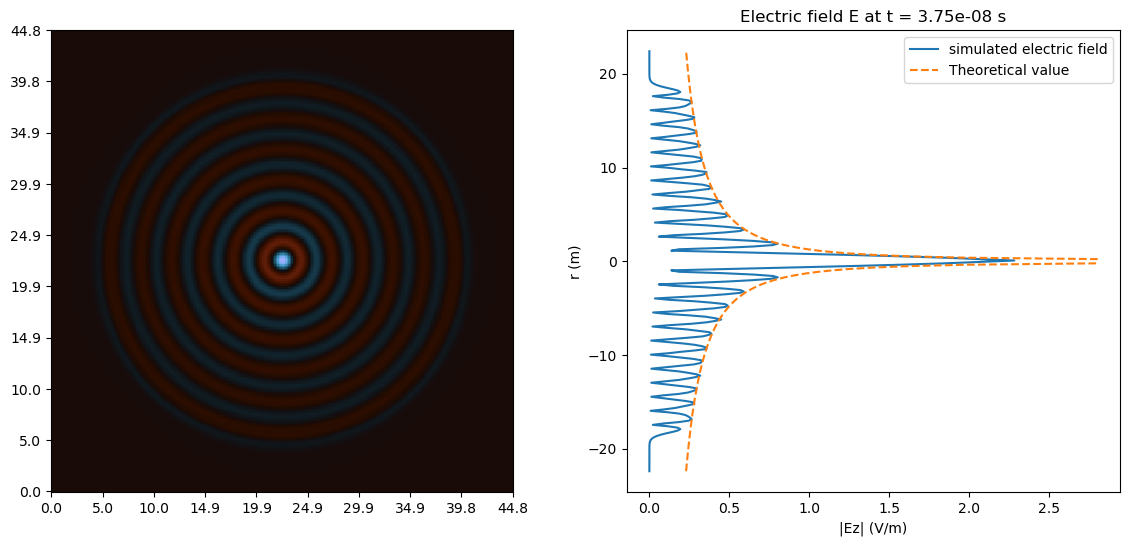 44.8
39.8
34.9
29.9
24.9
19.9
14.9
10.0
5.0
0.0
0.0 5.0 10.0 14.9 19.9 24.9 29.9 34.9 39.8 44.8
Electric field E at t = 3.75e-08 s
simulated electric field
Theoretical value
r (m)
20
10
0
−10
−20
0.0 0.5 1.0 1.5 2.0 2.5
|Ez| (V/m)